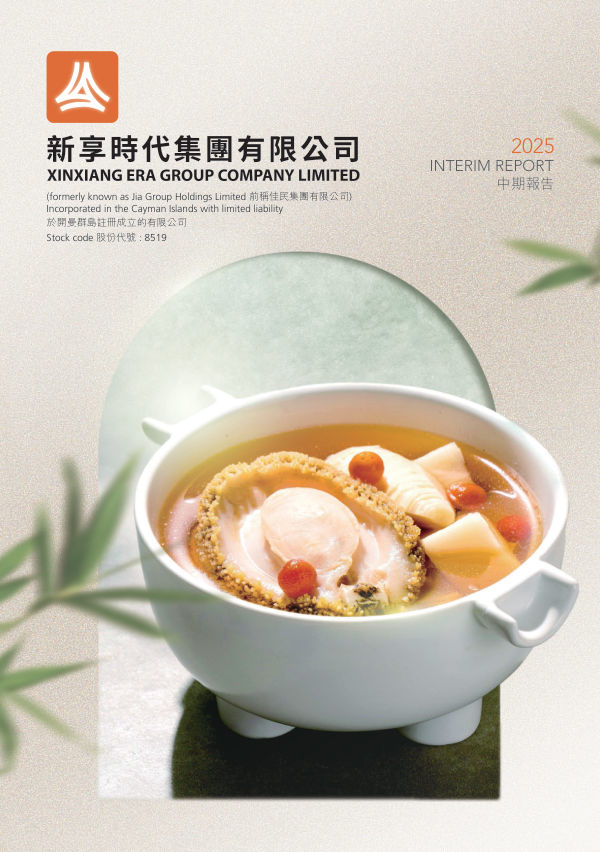 新享時代集團有限公司
XINXIANG ERA GROUP COMPANY LIMITED
(formerly known as Jia Group Holdings Limited 前稱佳民集團有限公司)
Incorporated in the Cayman Islands with limited liability
於開曼群島註冊成立的有限公司
Stock code 股份代號 : 8519
2025
INTERIM REPORT
中期報告